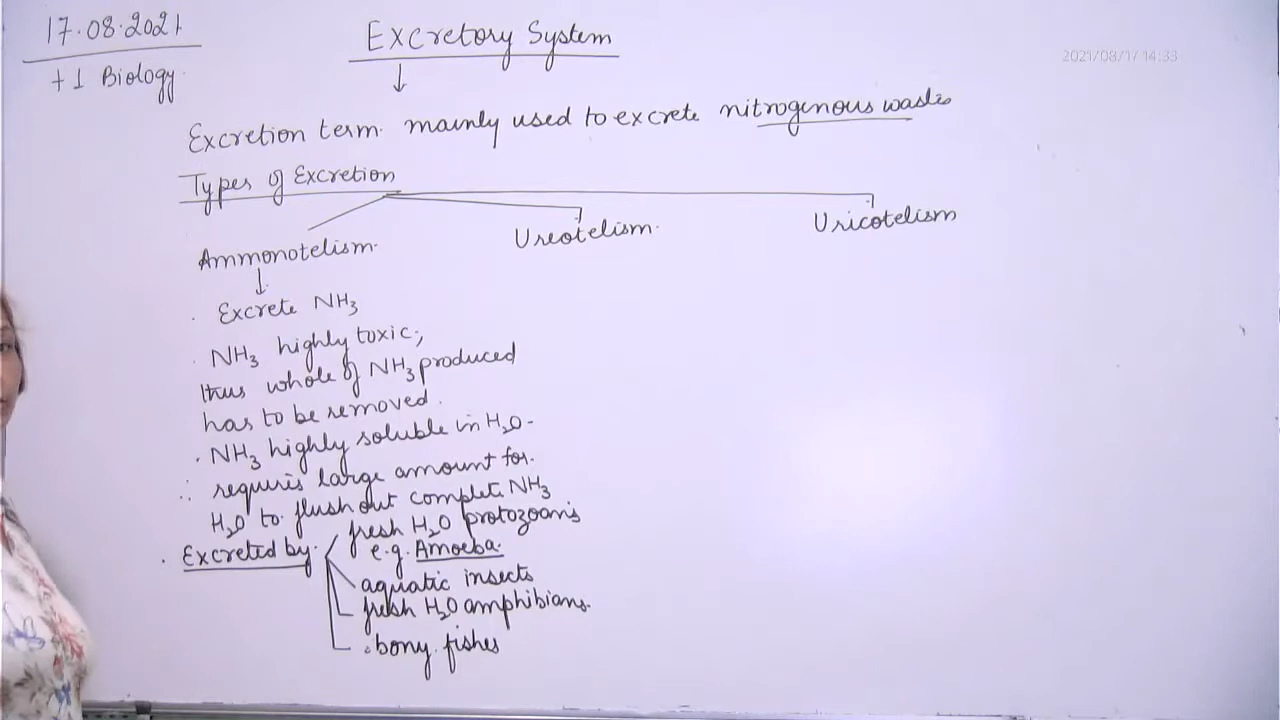 17.08.2021
+1 Biology
Excretory System
2021/08/17 14:33
↓
Excretion term. mainly used to excrete nitrogenous wastes
Types of Excretion
Ammonotelism.
Ureotelism.
Uricotelism
↓
· Excrete NH3
· NH3 highly toxic;
thus whole of NH3 produced
has to be removed.
· NH3 highly soluble in H2O-
∴ requires large amount for.
H2O to flush out complete NH3
· Excreted by.
fresh H2O protozoans
e.g. Amoeba.
aquatic insects
fresh H2O amphibians.
bony fishes